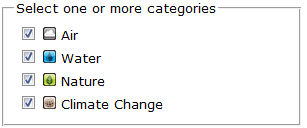 Select one or more categories
Air
Water
Nature
Climate Change